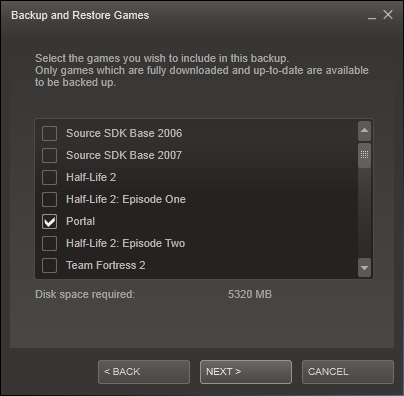 Backup and Restore Games
Select the games you wish to include in this backup.
Only games which are fully downloaded and up-to-date are available
to be backed up.
Source SDK Base 2006
Source SDK Base 2007
Half-Life 2
Half-Life 2: Episode One
Portal
Half-Life 2: Episode Two
Team Fortress 2
Disk space required: 5320 MB
< BACK NEXT > CANCEL